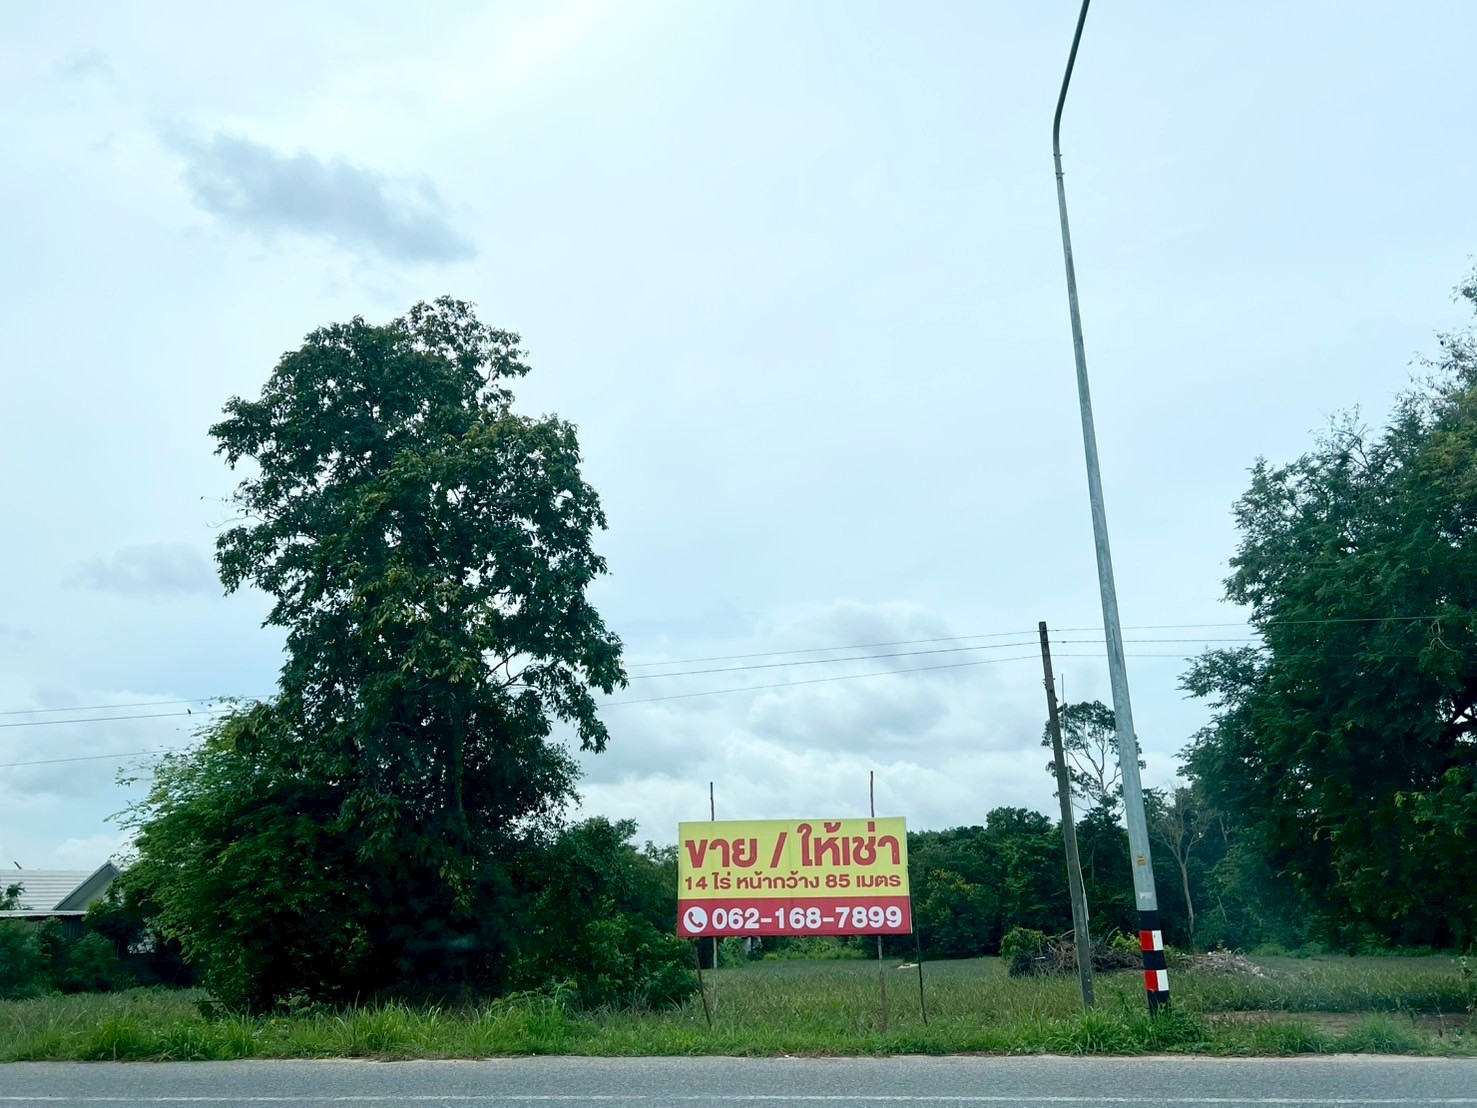 ขาย / ให้เช่า
14 ไร่ หน้ากว้าง 85 เมตร
062-168-7899